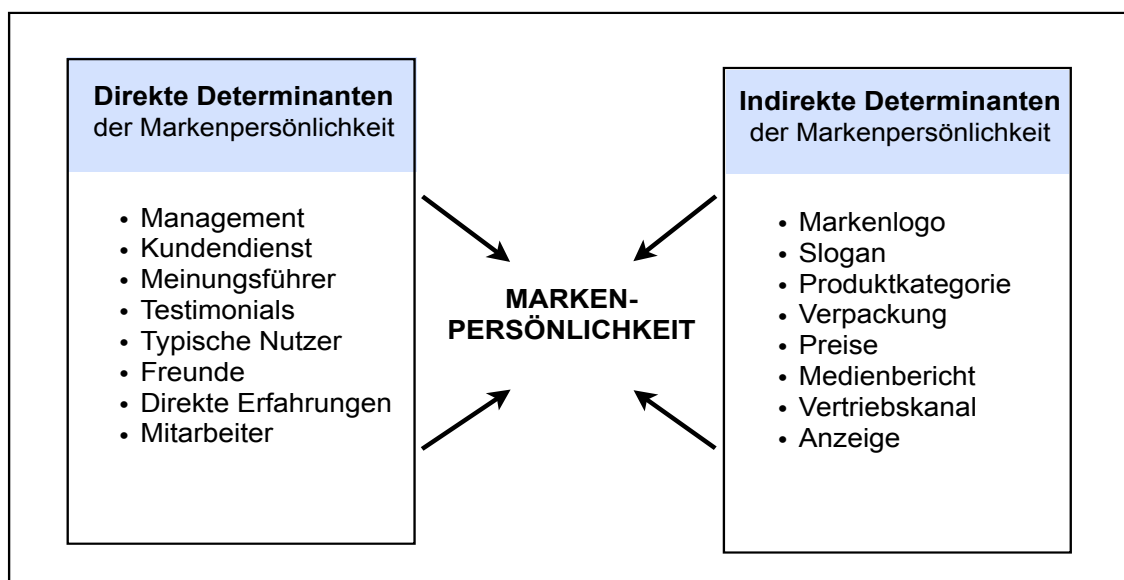 Direkte Determinanten
der Markenpersönlichkeit
• Management
• Kundendienst
• Meinungsführer
• Testimonials
• Typische Nutzer
• Freunde
• Direkte Erfahrungen
• Mitarbeiter
MARKEN-
PERSÖNLICHKEIT
Indirekte Determinanten
der Markenpersönlichkeit
• Markenlogo
• Slogan
• Produktkategorie
• Verpackung
• Preise
• Medienbericht
• Vertriebskanal
• Anzeige